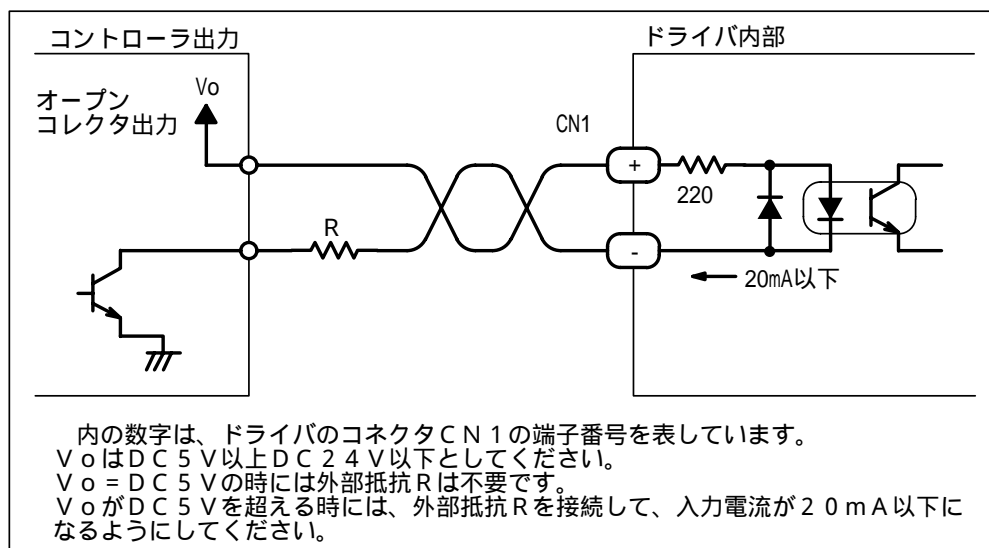 コントローラ出力
ドライバ内部
オープン
コレクタ出力
Vo
CN1
+
220
R
-
20mA以下
内の数字は、ドライバのコネクタＣＮ１の端子番号を表しています。
ＶｏはＤＣ５Ｖ以上ＤＣ２４Ｖ以下としてください。
Ｖｏ＝ＤＣ５Ｖの時には外部抵抗Ｒは不要です。
ＶｏがＤＣ５Ｖを超える時には、外部抵抗Ｒを接続して、入力電流が２０ｍＡ以下に
なるようにしてください。